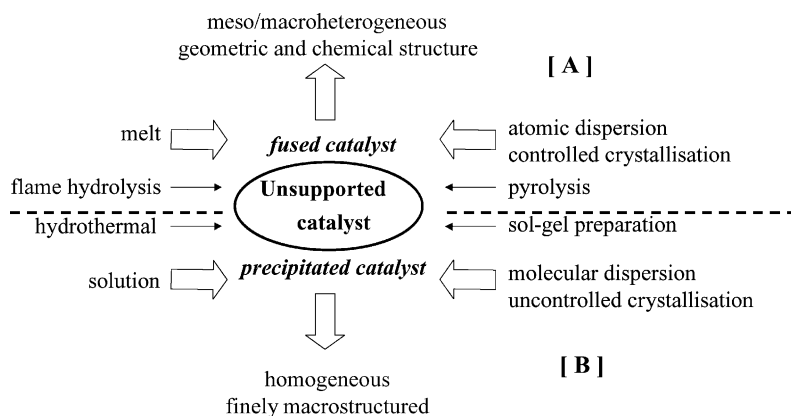 meso/macroheterogeneous
geometric and chemical structure
[ A ]
melt
fused catalyst
atomic dispersion
controlled crystallisation
flame hydrolysis
Unsupported
catalyst
pyrolysis
hydrothermal
sol-gel preparation
solution
precipitated catalyst
molecular dispersion
uncontrolled crystallisation
[ B ]
homogeneous
finely macrostructured